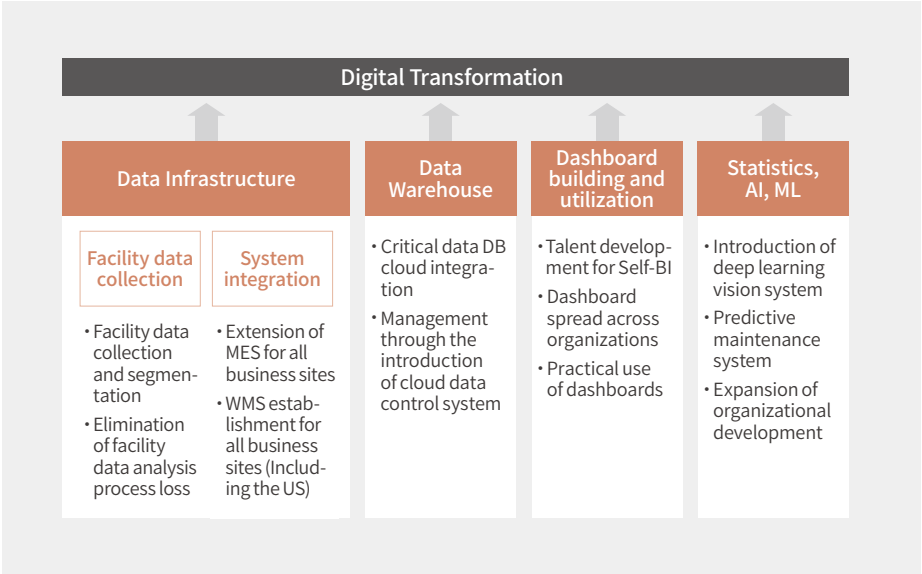 Digital Transformation
Data Infrastructure
Facility data
collection
• Facility data
collection
and segmen-
tation
• Elimination
of facility
data analysis
process loss
System
integration
• Extension of
MES for all
business sites
• WMS estab-
lishment for
all business
sites (Includ-
ing the US)
Data
Warehouse
• Critical data DB
cloud integra-
tion
• Management
through the
introduction
of cloud data
control system
Dashboard
building and
utilization
• Talent develop-
ment for Self-BI
• Dashboard
spread across
organizations
• Practical use
of dashboards
Statistics,
AI, ML
• Introduction of
deep learning
vision system
• Predictive
maintenance
system
• Expansion of
organizational
development